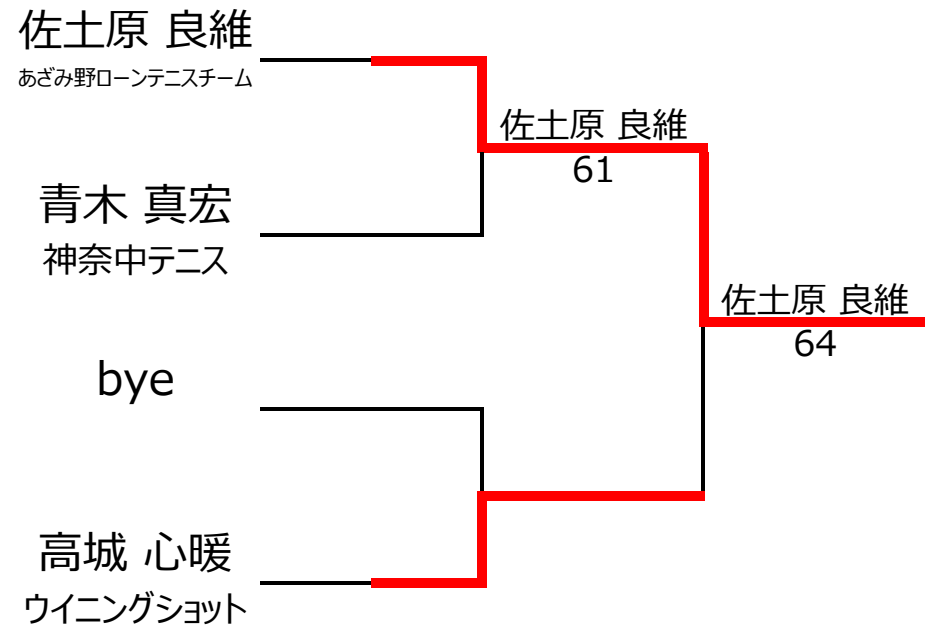 佐土原 良維
あざみ野ローンテニスチーム
佐土原 良維
61
青木 真宏
神奈中テニス
佐土原 良維
64
bye
高城 心暖
ウイニングショット